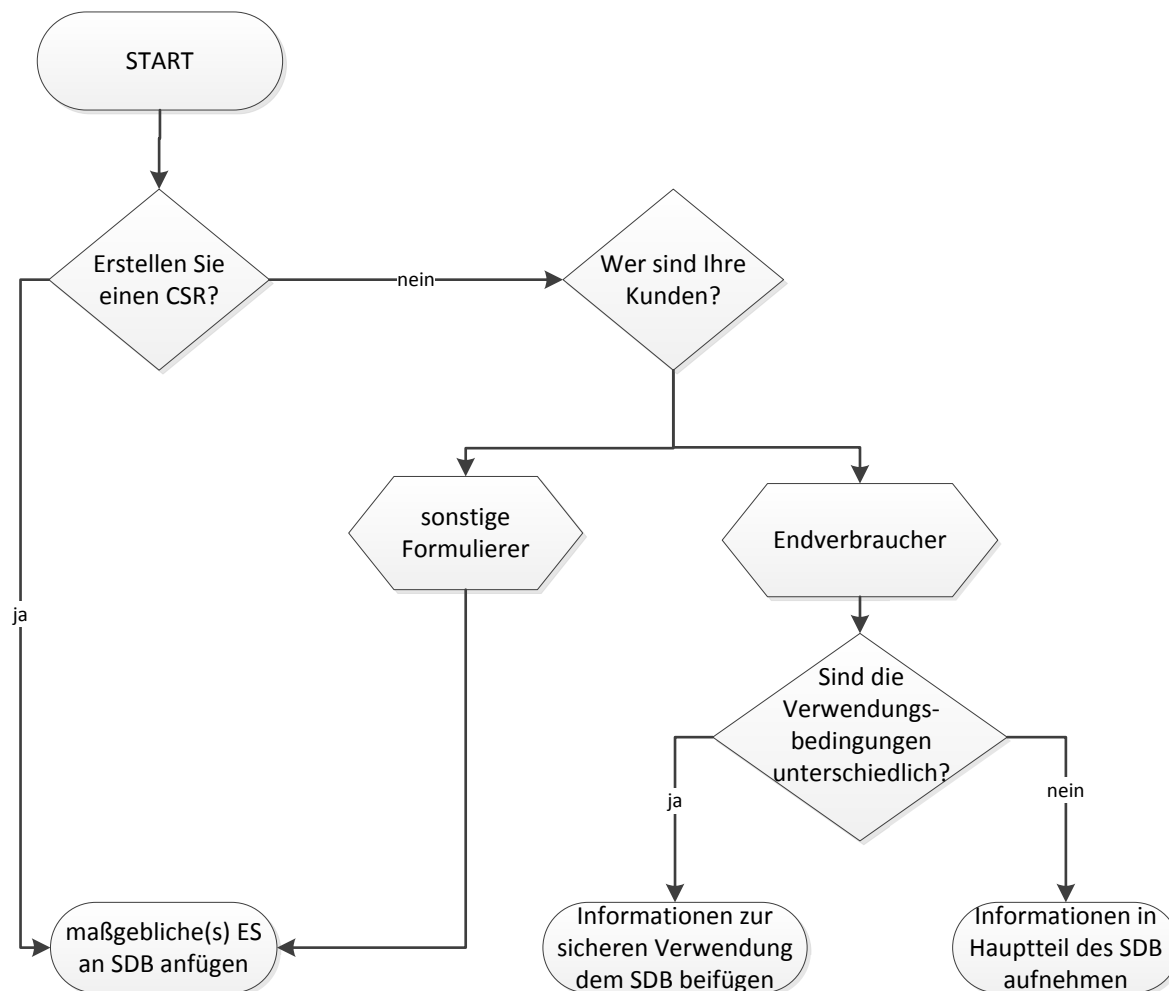 START
Erstellen Sie
einen CSR?
nein
Wer sind Ihre
Kunden?
sonstige
Formulierer
Endverbraucher
ja
Sind die
Verwendungs-
bedingungen
unterschiedlich?
ja
nein
maßgebliche(s) ES
an SDB anfügen
Informationen zur
sicheren Verwendung
dem SDB beifügen
Informationen in
Hauptteil des SDB
aufnehmen